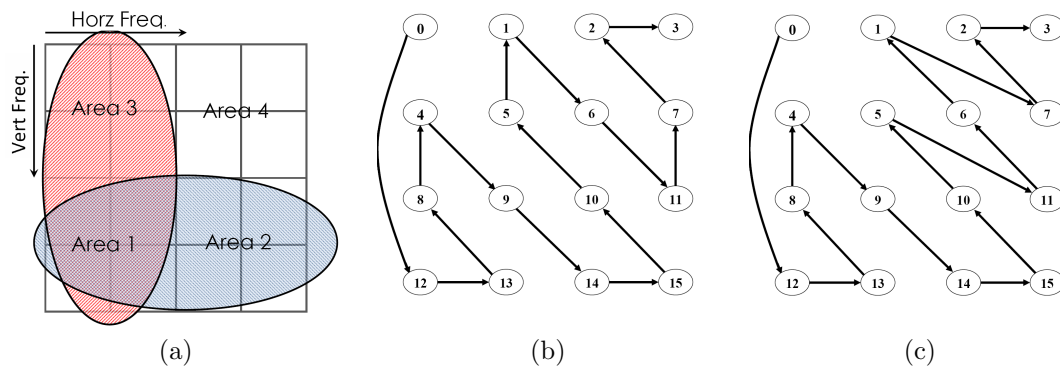 Horz Freq.
Vert Freq.
Area 3
Area 4
Area 1
Area 2
(a)
0 1 2 3
4 5 6 7
8 9 10 11
12 13 14 15
(b)
0 1 2 3
4 5 6 7
8 9 10 11
12 13 14 15
(c)